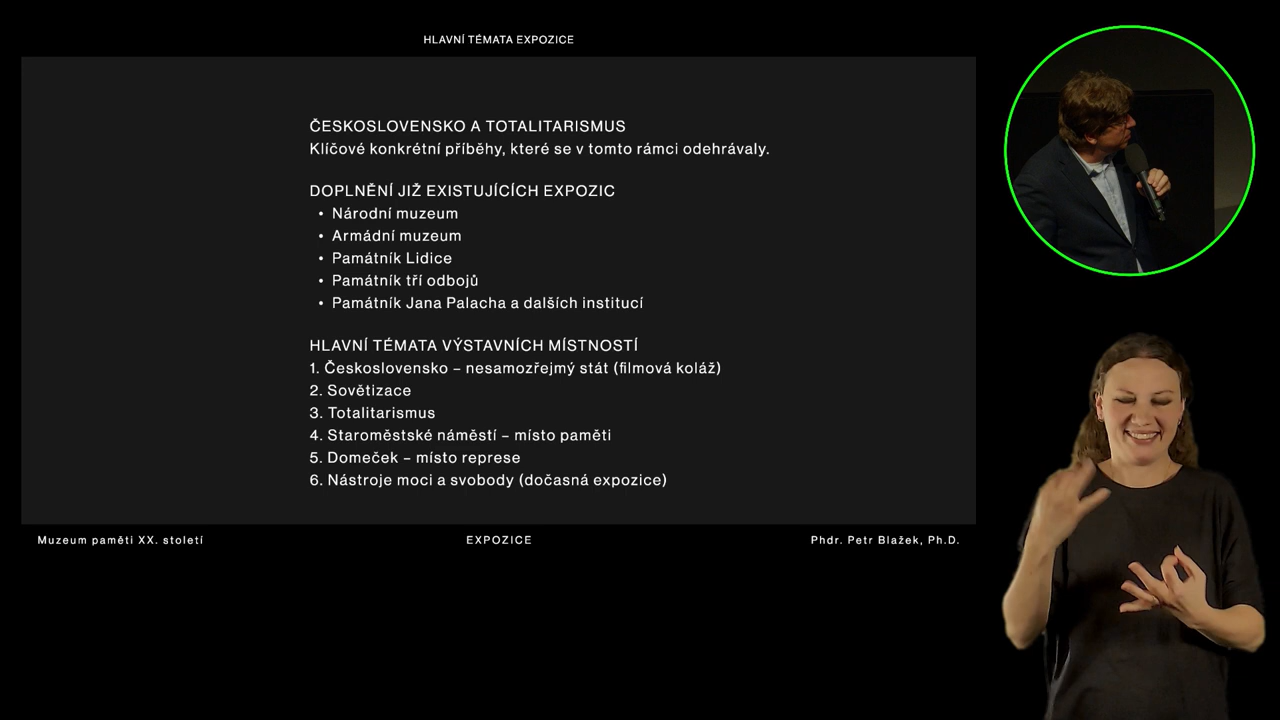 HLAVNÍ TÉMATA EXPOZICE
ČESKOSLOVENSKO A TOTALITARISMUS
Klíčové konkrétní příběhy, které se v tomto rámci odehrávaly.
DOPLNĚNÍ JIŽ EXISTUJÍCÍCH EXPOZIC
• Národní muzeum
• Armádní muzeum
• Památník Lidice
• Památník tří odbojů
• Památník Jana Palacha a dalších institucí
HLAVNÍ TÉMATA VÝSTAVNÍCH MÍSTNOSTÍ
1. Československo – nesamozřejmý stát (filmová koláž)
2. Sovětizace
3. Totalitarismus
4. Staroměstské náměstí – místo paměti
5. Domeček – místo represe
6. Nástroje moci a svobody (dočasná expozice)
Muzeum paměti XX. století
EXPOZICE
Phdr. Petr Blažek, Ph.D.